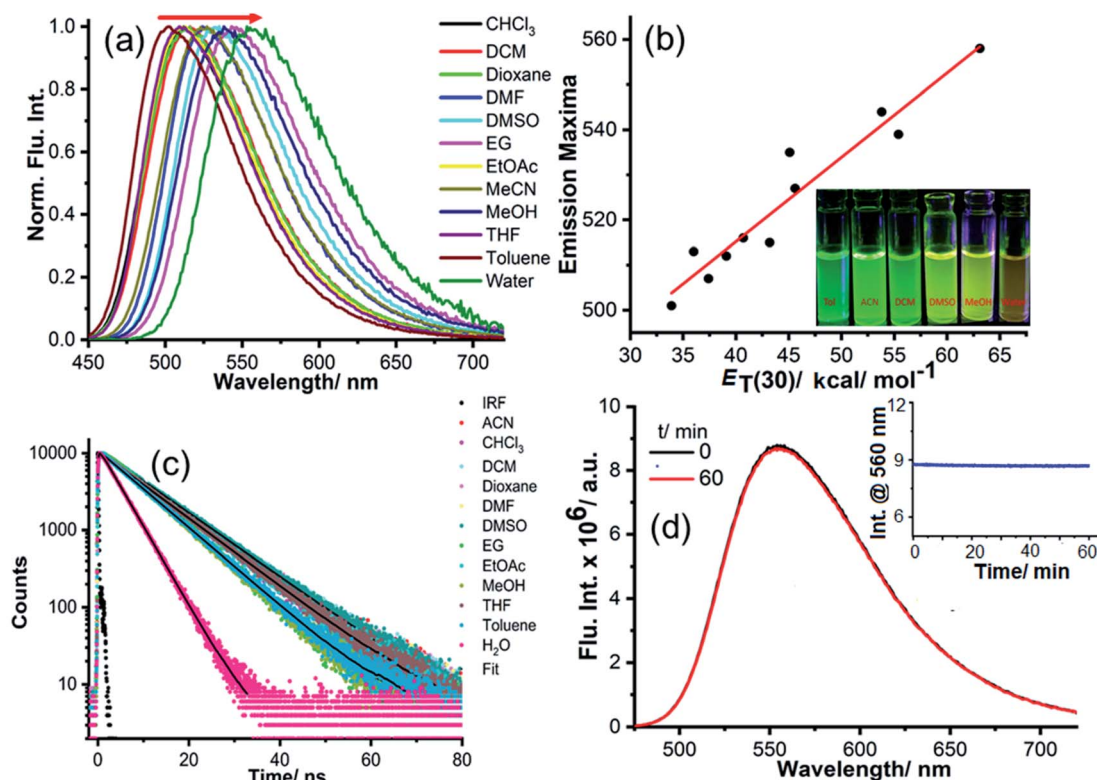 (a)
CHCl3
DCM
Dioxane
DMF
DMSO
EG
EtOAc
MeCN
MeOH
THF
Toluene
Water
Norm. Flu. Int.
1.0
0.8
0.6
0.4
0.2
0.0
450 500 550 600 650 700
Wavelength/ nm
(b)
Emission Maxima
560
540
520
500
Tol ACN DCM DMSO MeOH Water
30 35 40 45 50 55 60 65
ET(30)/ kcal/ mol-1
(c)
IRF
ACN
CHCl3
DCM
Dioxane
DMF
DMSO
EG
EtOAc
MeOH
THF
Toluene
H2O
Fit
Counts
10000
1000
100
10
0 20 40 60 80
Time/ ns
(d)
t/ min
0
60
Flu. Int. x 10^6/ a.u.
10
8
6
4
2
0
500 550 600 650 700
Wavelength/ nm
Int. @ 560 nm
12
9
6
0 20 40 60
Time/ min